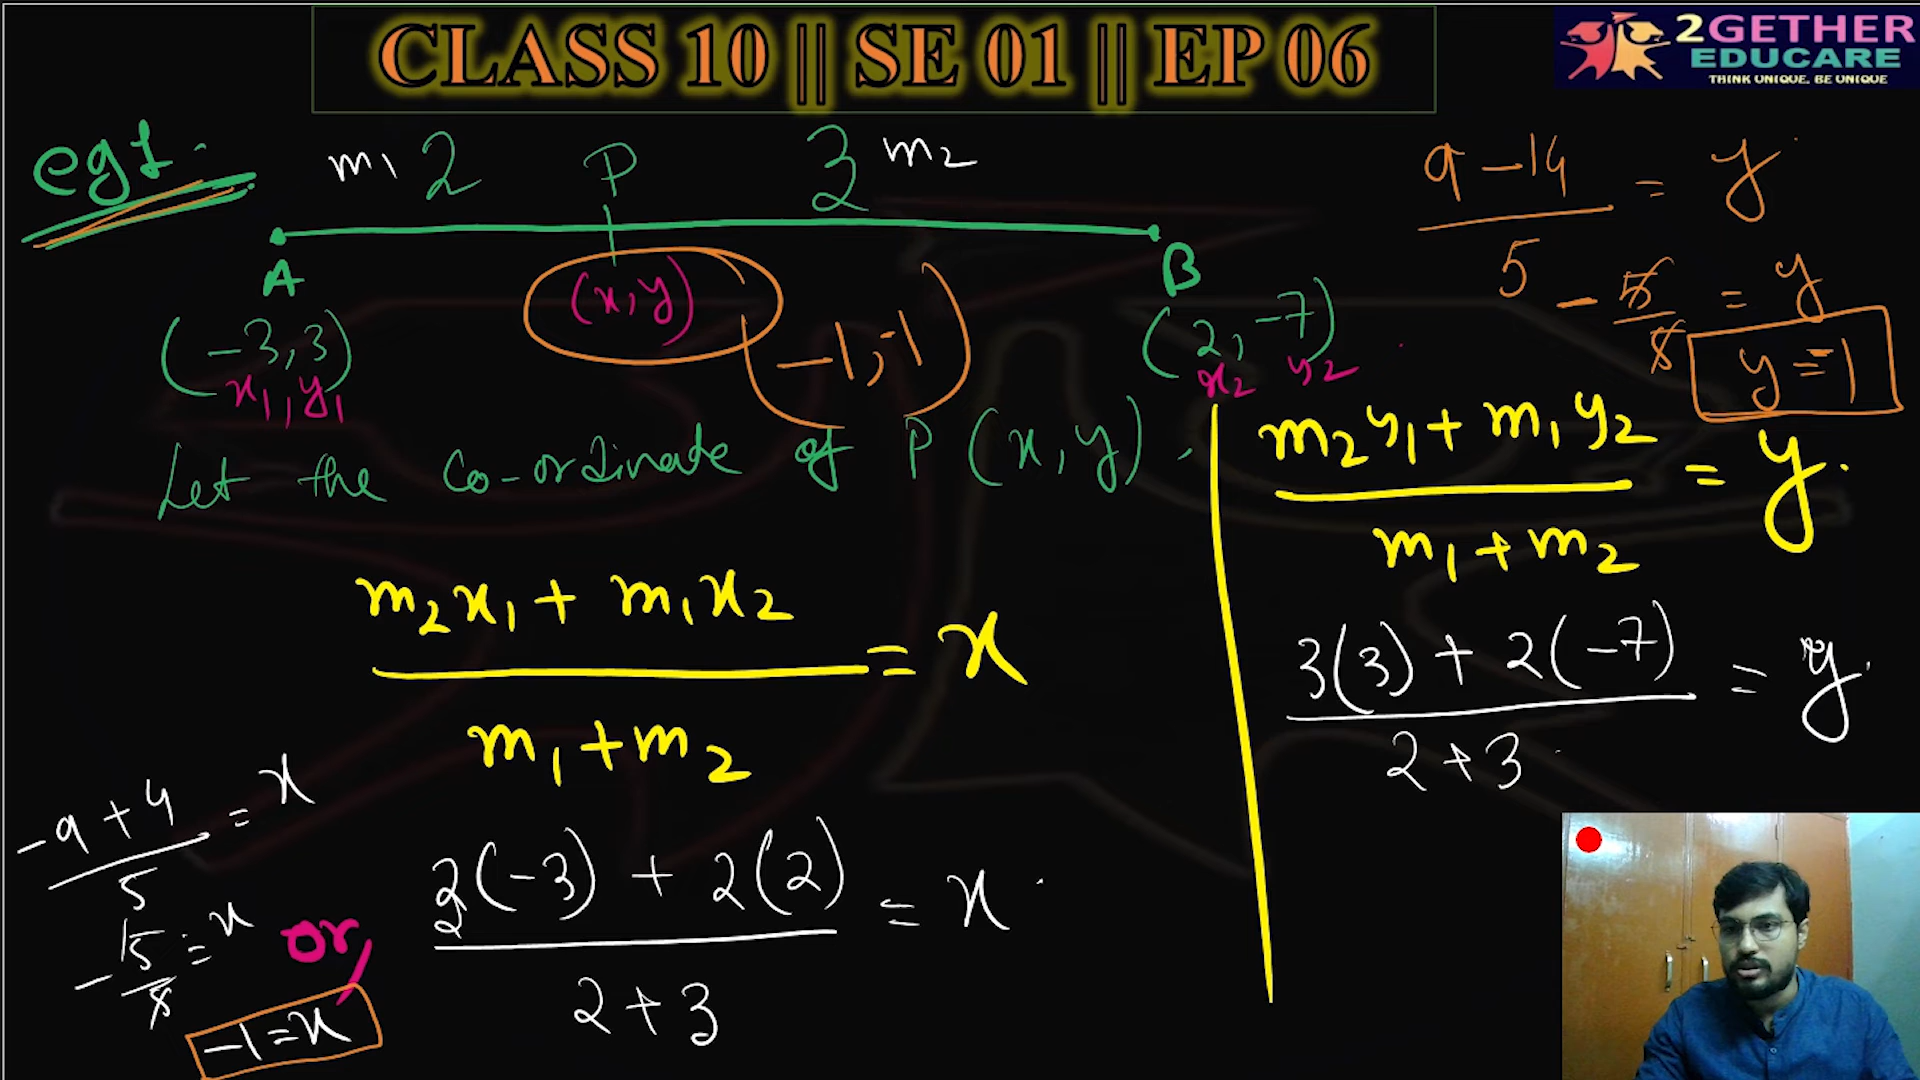 CLASS 10 || SE 01 || EP 06
2GETHER
EDUCARE
THINK UNIQUE. BE UNIQUE
eg1.
m1 2 P 3 m2
A (x, y) B
(-3, 3) (-1, -1) (2, -7)
x1, y1 x2 y2
Let the Co-ordinate of P (x, y).
m2x1 + m1x2
= x
m1 + m2
3(-3) + 2(2)
= x
2+3
-9+4
= x
5
-5
= x
5
or,
-1 = x
9-14
= y
5
-5
= y
5
y = -1
m2y1 + m1y2
= y.
m1 + m2
3(3) + 2(-7)
= y
2+3